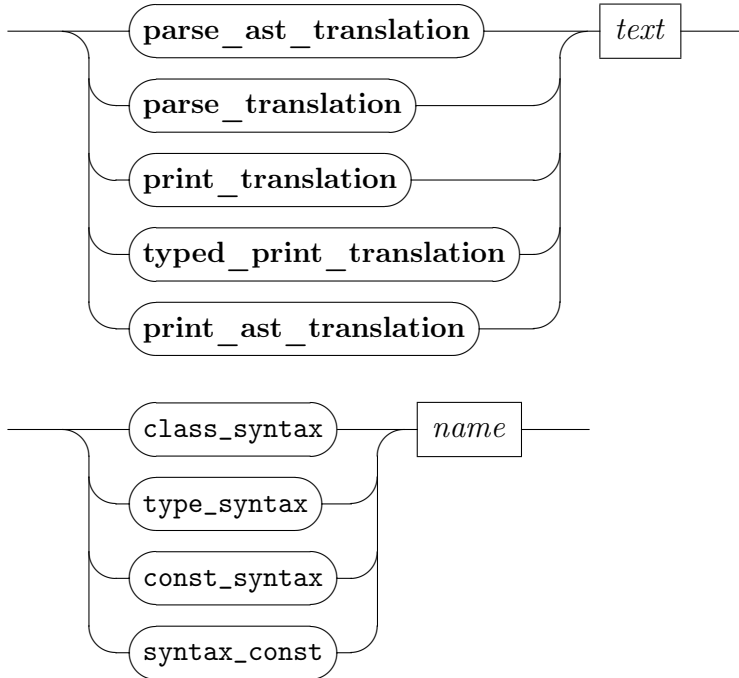 parse_ast_translation text
parse_translation
print_translation
typed_print_translation
print_ast_translation
class_syntax name
type_syntax
const_syntax
syntax_const